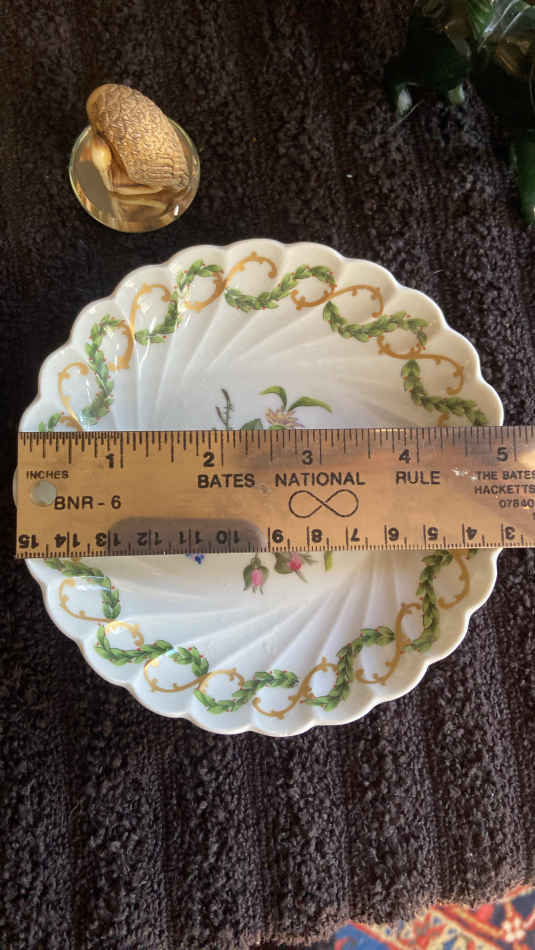 1 2 3 4 5
INCHES BATES NATIONAL RULE THE BATES
BNR-6 HACKETTS
07840
15 14 13 12 11 10 9 8 7 6 5 4 3